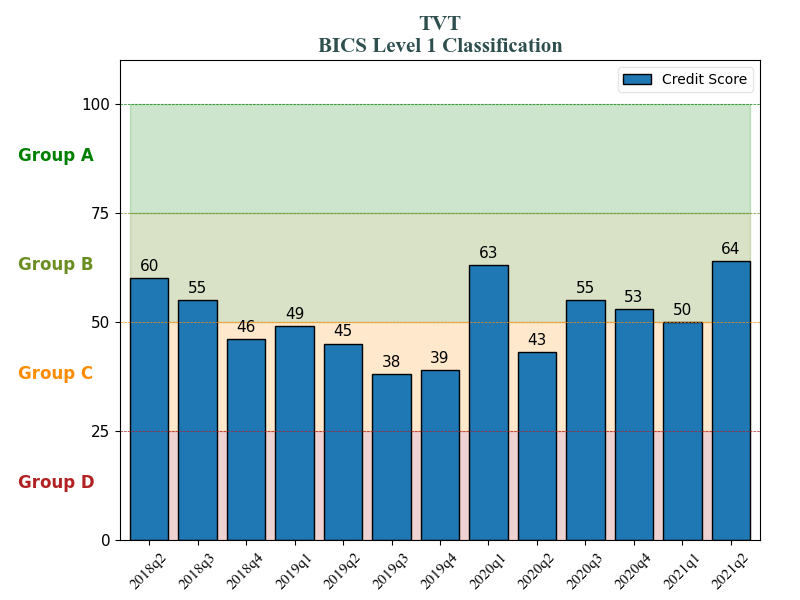 TVT
BICS Level 1 Classification
Credit Score
100
Group A
75
Group B
50
Group C
25
Group D
0
60
55
46
49
45
38
39
63
43
55
53
50
64
2018q2
2018q3
2018q4
2019q1
2019q2
2019q3
2019q4
2020q1
2020q2
2020q3
2020q4
2021q1
2021q2